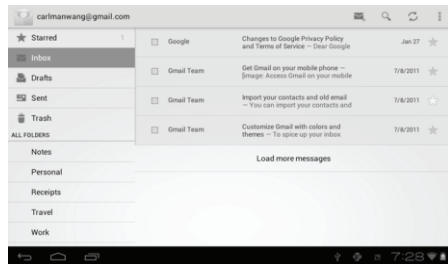 carlmanwang@gmail.com
Starred 1
Inbox
Drafts
Sent
Trash
ALL FOLDERS
Notes
Personal
Receipts
Travel
Work
Google
Changes to Google Privacy Policy
and Terms of Service – Dear Google
Jan 27
Gmail Team
Get Gmail on your mobile phone –
[image: Access Gmail on your mobile
7/8/2011
Gmail Team
Import your contacts and old email
– You can import your contacts and
7/8/2011
Gmail Team
Customize Gmail with colors and
themes – To spice up your inbox
7/8/2011
Load more messages
7:28